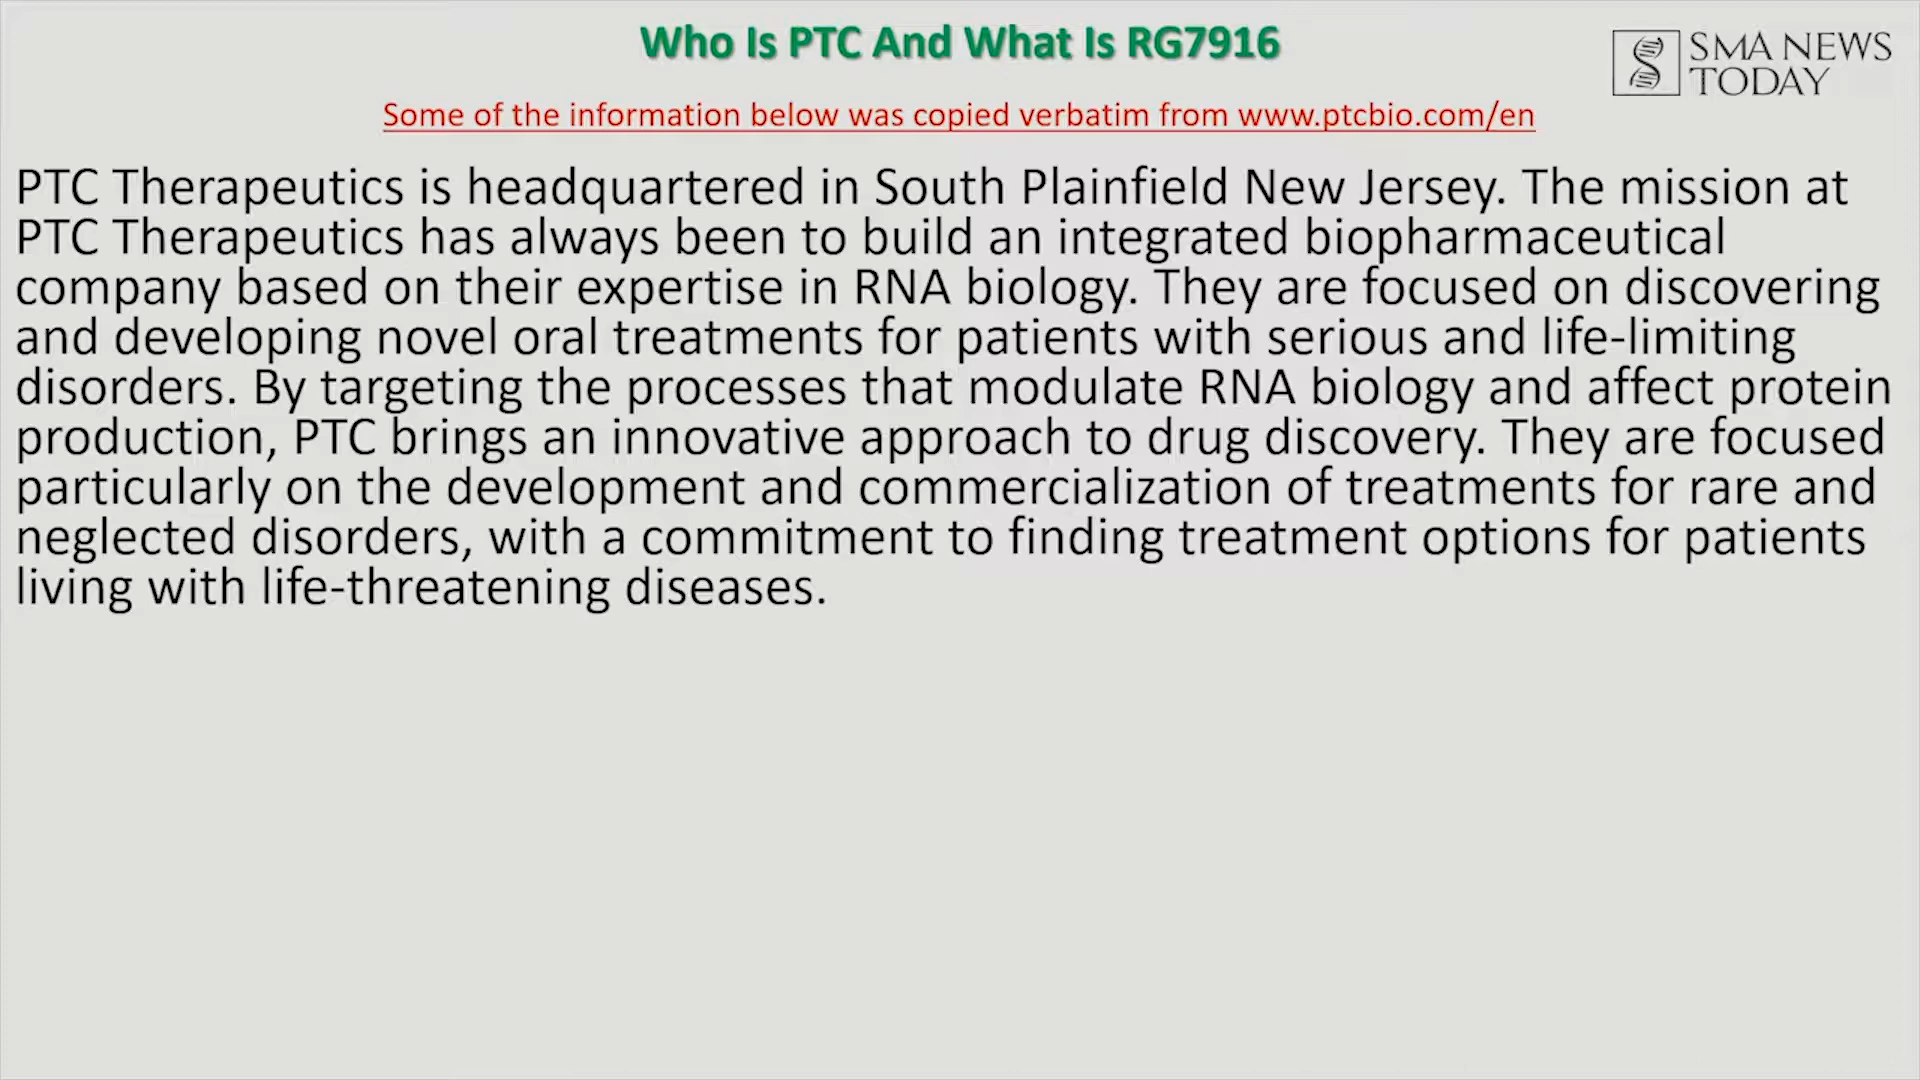 Who Is PTC And What Is RG7916
SMA NEWS
TODAY
Some of the information below was copied verbatim from www.ptcbio.com/en
PTC Therapeutics is headquartered in South Plainfield New Jersey. The mission at
PTC Therapeutics has always been to build an integrated biopharmaceutical
company based on their expertise in RNA biology. They are focused on discovering
and developing novel oral treatments for patients with serious and life-limiting
disorders. By targeting the processes that modulate RNA biology and affect protein
production, PTC brings an innovative approach to drug discovery. They are focused
particularly on the development and commercialization of treatments for rare and
neglected disorders, with a commitment to finding treatment options for patients
living with life-threatening diseases.